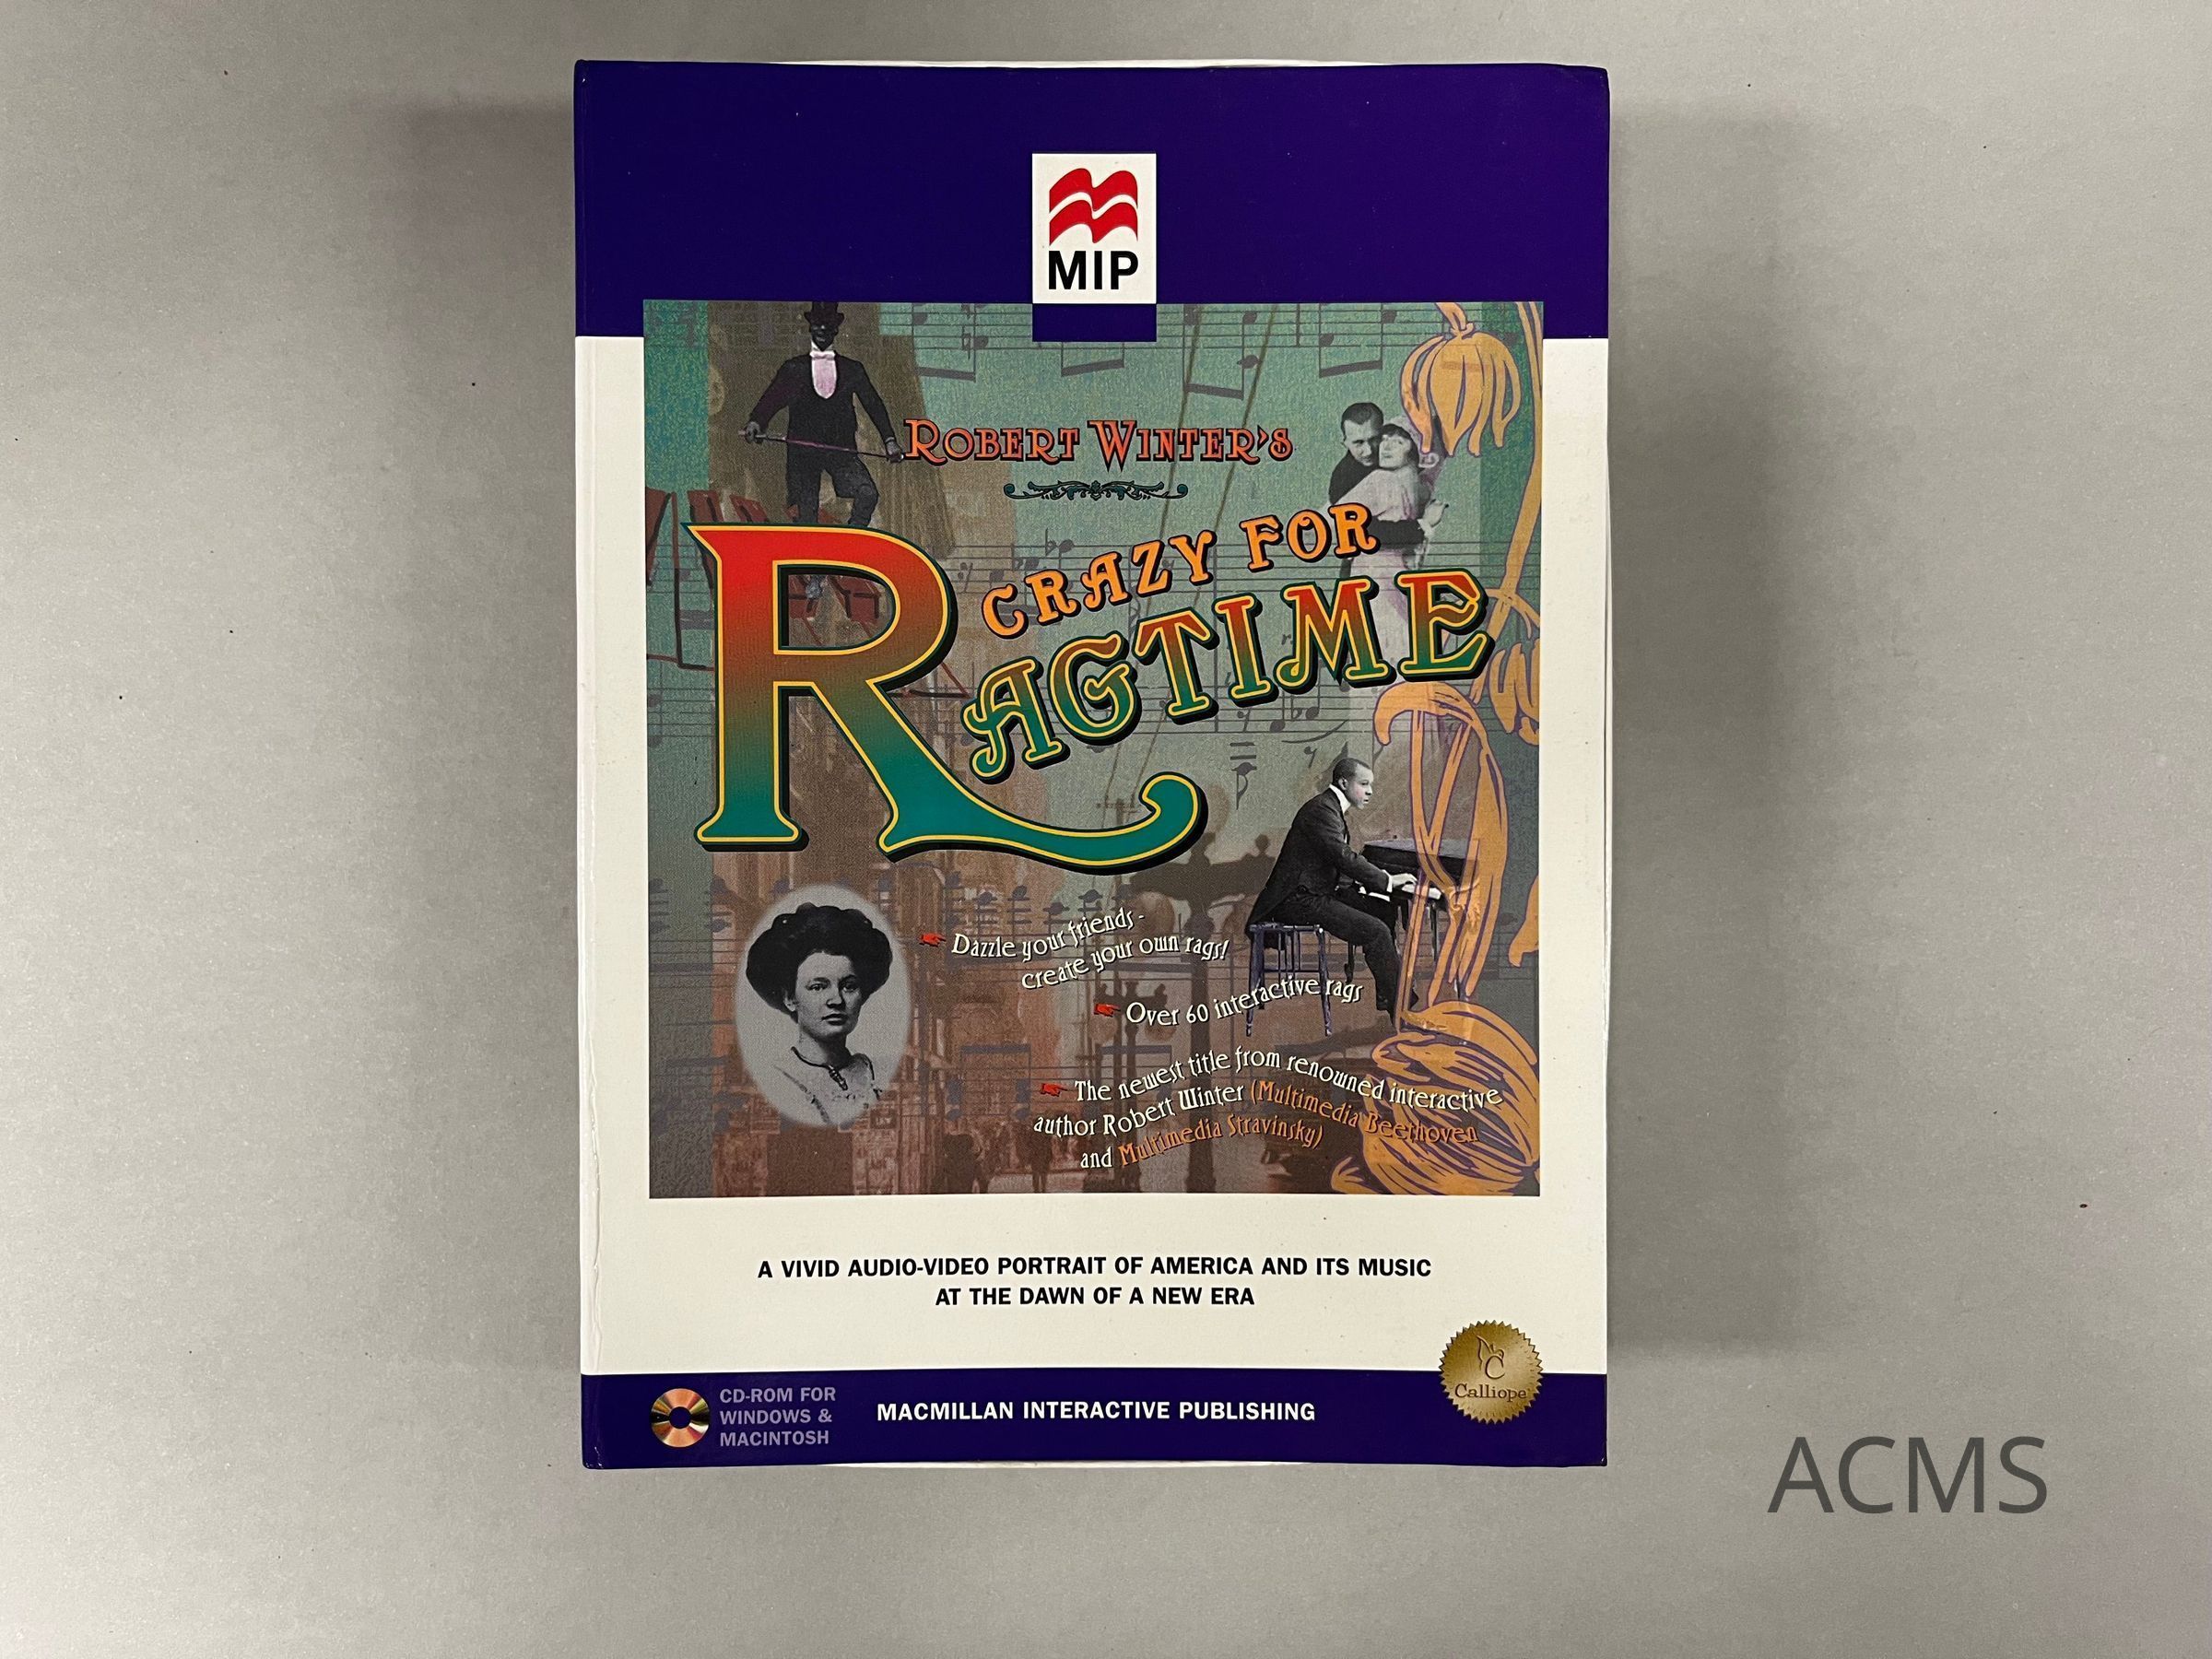 MIP
ROBERT WINTER'S
CRAZY FOR
RAGTIME
Dazzle your friends -
create your own rags!
Over 60 interactive rags
The newest title from renowned interactive
author Robert Winter (Multimedia Beethoven
and Multimedia Stravinsky)
A VIVID AUDIO-VIDEO PORTRAIT OF AMERICA AND ITS MUSIC
AT THE DAWN OF A NEW ERA
CD-ROM FOR
WINDOWS &
MACINTOSH
MACMILLAN INTERACTIVE PUBLISHING
C
Calliope
ACMS